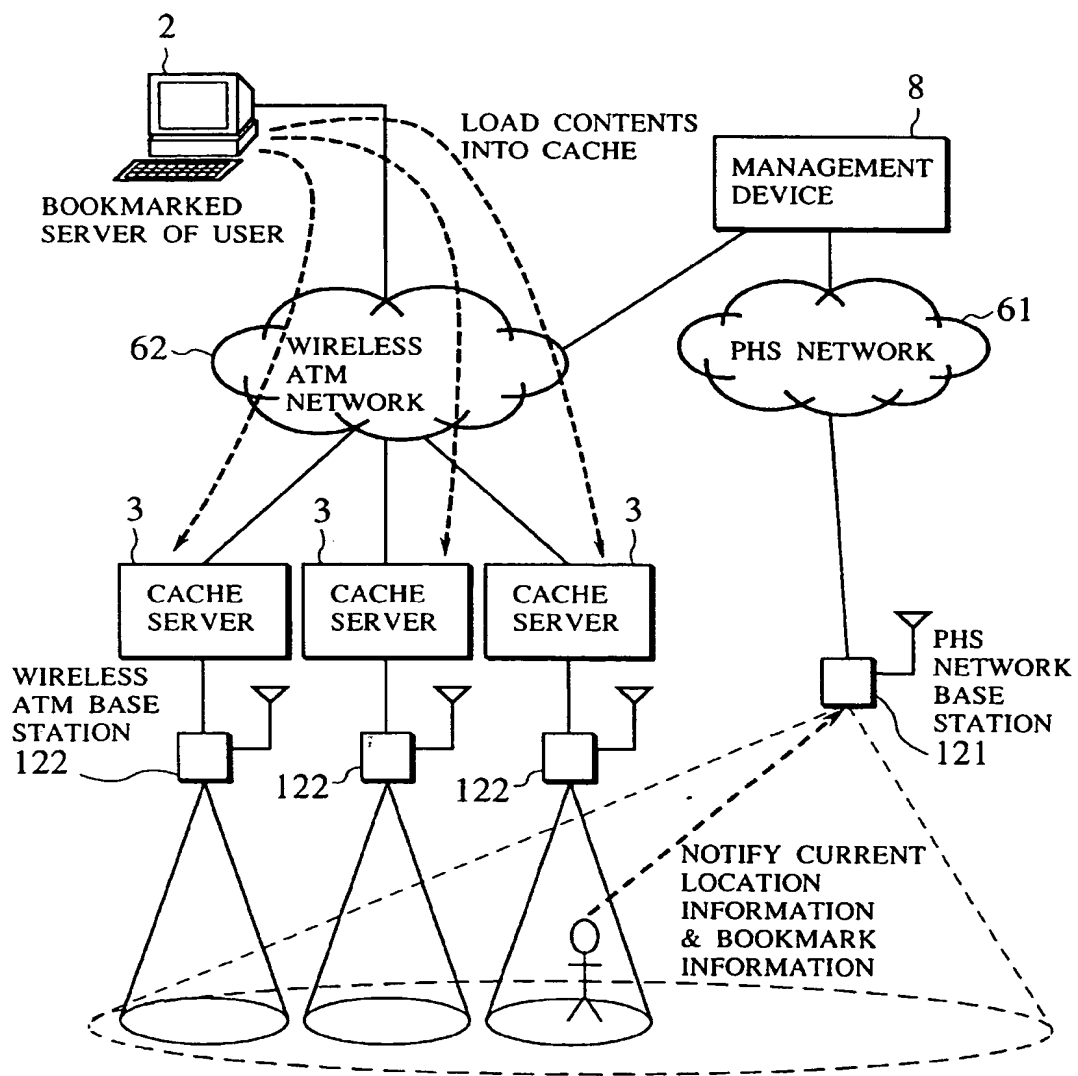 2
8
LOAD CONTENTS
INTO CACHE
MANAGEMENT
DEVICE
BOOKMARKED
SERVER OF USER
61
62
WIRELESS
ATM
NETWORK
PHS NETWORK
3
3
3
CACHE
SERVER
CACHE
SERVER
CACHE
SERVER
WIRELESS
ATM BASE
STATION
122
122
122
PHS
NETWORK
BASE
STATION
121
NOTIFY CURRENT
LOCATION
INFORMATION
& BOOKMARK
INFORMATION